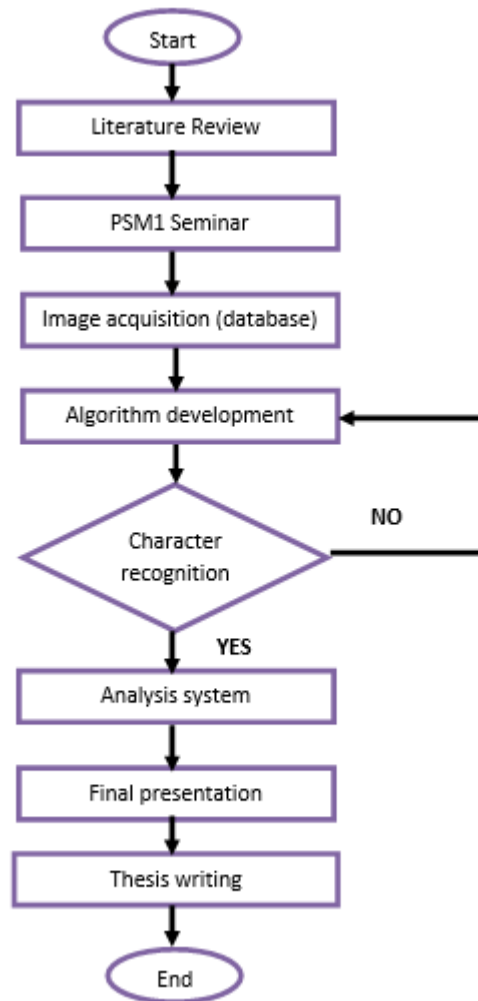 Start
Literature Review
PSM1 Seminar
Image acquisition (database)
Algorithm development
Character
recognition
NO
YES
Analysis system
Final presentation
Thesis writing
End